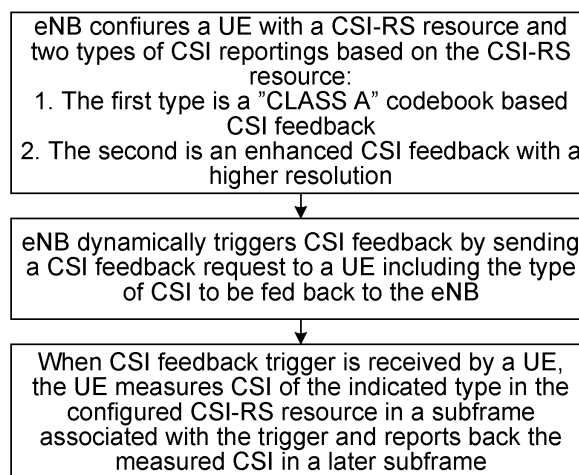 eNB confiures a UE with a CSI-RS resource and
two types of CSI reportings based on the CSI-RS
resource:
1. The first type is a ”CLASS A” codebook based
CSI feedback
2. The second is an enhanced CSI feedback with a
higher resolution
eNB dynamically triggers CSI feedback by sending
a CSI feedback request to a UE including the type
of CSI to be fed back to the eNB
When CSI feedback trigger is received by a UE,
the UE measures CSI of the indicated type in the
configured CSI-RS resource in a subframe
associated with the trigger and reports back the
measured CSI in a later subframe